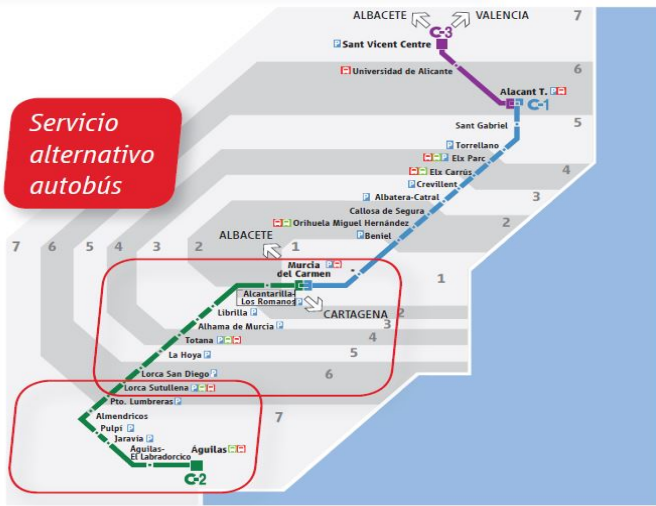 ALBACETE
VALENCIA
7
C-3
P Sant Vicent Centre
6
Universidad de Alicante
Alacant T. P
C-1
Servicio
alternativo
autobús
Sant Gabriel
5
P Torrellano
Elx Parc
Elx Carrús
4
P Crevillent
P Albatera-Catral
3
Callosa de Segura
Orihuela Miguel Hernández
2
P Beniel
ALBACETE
7 6 5 4 3 2 1
Murcia P
del Carmen
1
Alcantarilla-
Los Romanos P
Librilla P
CARTAGENA
2
Alhama de Murcia P
3
Totana P
4
La Hoya P
5
Lorca San Diego P
6
Lorca Sutullena P
Pto. Lumbreras P
Almendricos
7
Pulpí P
Jaravía P
Águilas-
El Labradorcico
Águilas
C-2